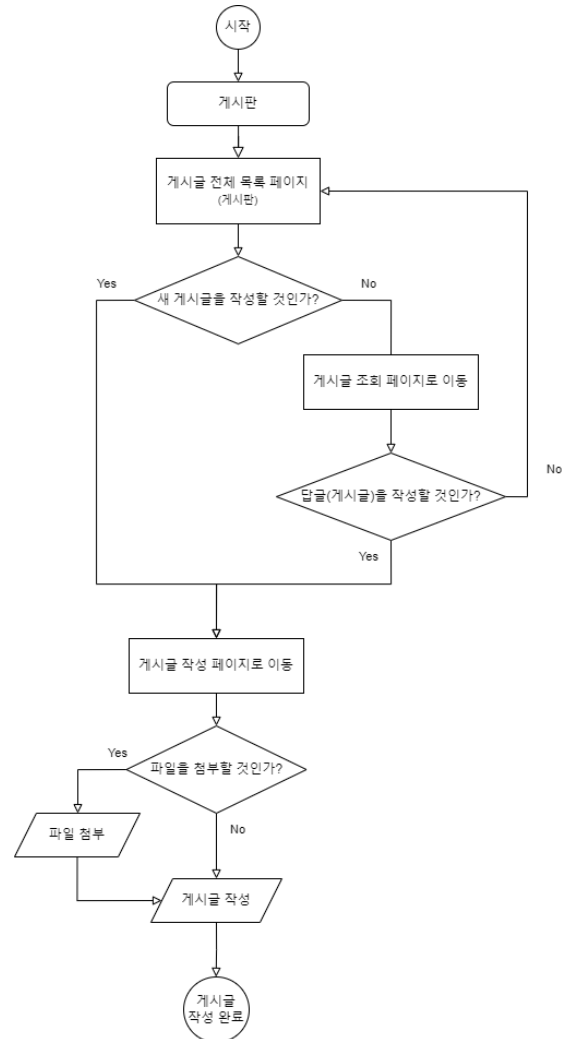 시작
게시판
게시글 전체 목록 페이지
(게시판)
Yes
새 게시글을 작성할 것인가?
No
게시글 조회 페이지로 이동
답글(게시글)을 작성할 것인가?
No
Yes
게시글 작성 페이지로 이동
Yes
파일을 첨부할 것인가?
파일 첨부
No
게시글 작성
게시글
작성 완료